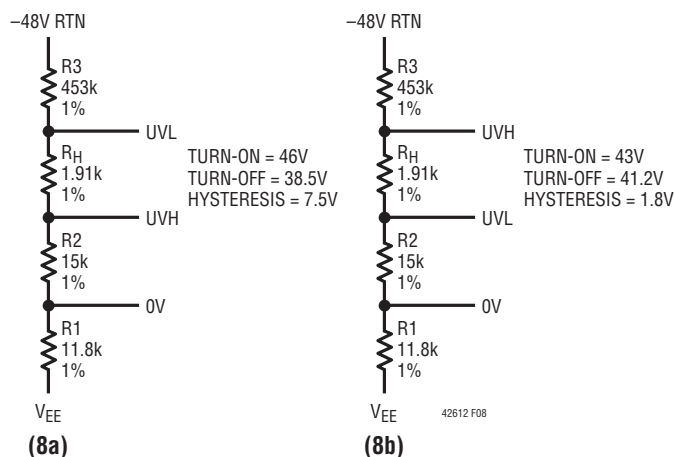 –48V RTN
R3
453k
1%
UVL
RH
1.91k
1%
TURN-ON = 46V
TURN-OFF = 38.5V
HYSTERESIS = 7.5V
UVH
R2
15k
1%
0V
R1
11.8k
1%
VEE
(8a)
–48V RTN
R3
453k
1%
UVH
RH
1.91k
1%
TURN-ON = 43V
TURN-OFF = 41.2V
HYSTERESIS = 1.8V
UVL
R2
15k
1%
0V
R1
11.8k
1%
VEE
42612 F08
(8b)